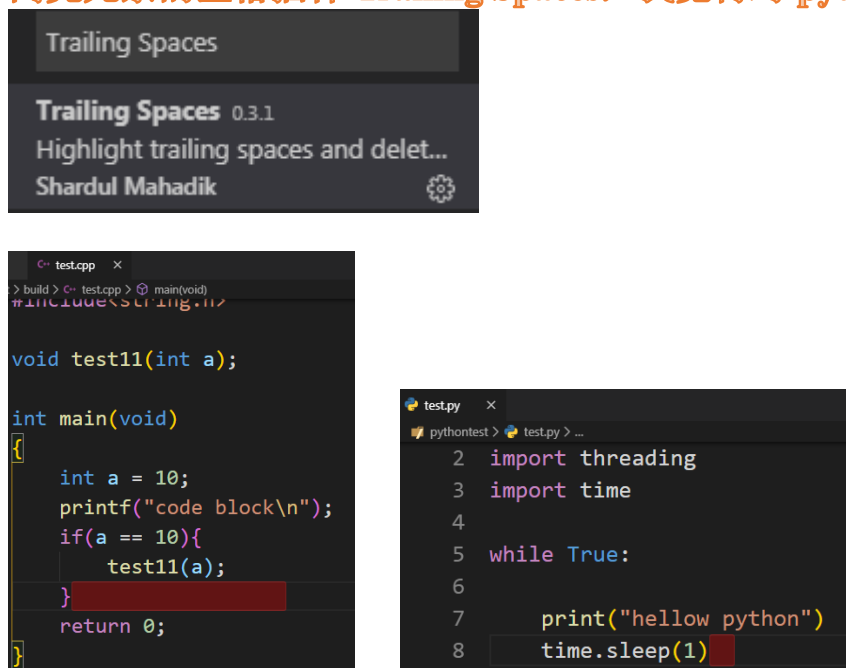 Trailing Spaces
Trailing Spaces 0.3.1
Highlight trailing spaces and delet...
Shardul Mahadik
test.cpp
> build > test.cpp > main(void)
#include<string.h>
void test11(int a);
int main(void)
{
int a = 10;
printf("code block\n");
if(a == 10){
test11(a);
}
return 0;
}
test.py
pythontest > test.py > ...
2 import threading
3 import time
4
5 while True:
6
7 print("hellow python")
8 time.sleep(1)